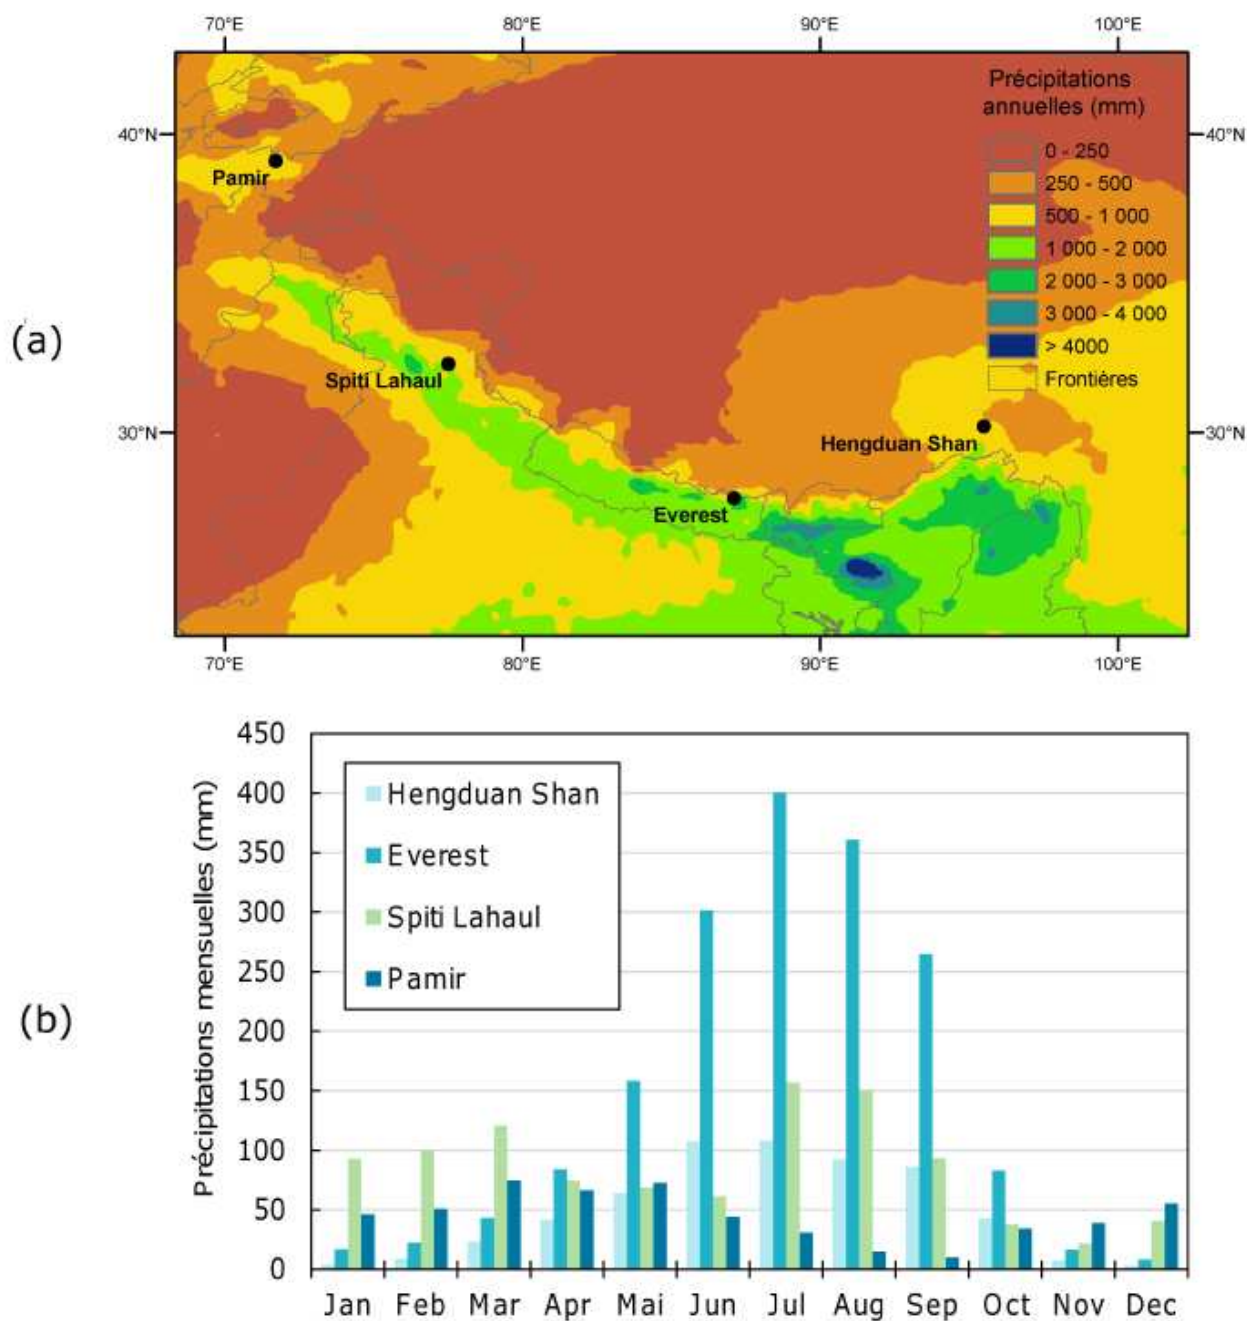 70°E 80°E 90°E 100°E
Précipitations
annuelles (mm)
40°N 40°N
0 - 250
Pamir
250 - 500
500 - 1 000
1 000 - 2 000
2 000 - 3 000
3 000 - 4 000
(a)
> 4000
Spiti Lahaul
Frontières
30°N 30°N
Hengduan Shan
Everest
70°E 80°E 90°E 100°E
Précipitations mensuelles (mm)
450
400
350
300
250
200
150
100
50
0
Hengduan Shan
Everest
Spiti Lahaul
Pamir
(b)
Jan Feb Mar Apr Mai Jun Jul Aug Sep Oct Nov Dec